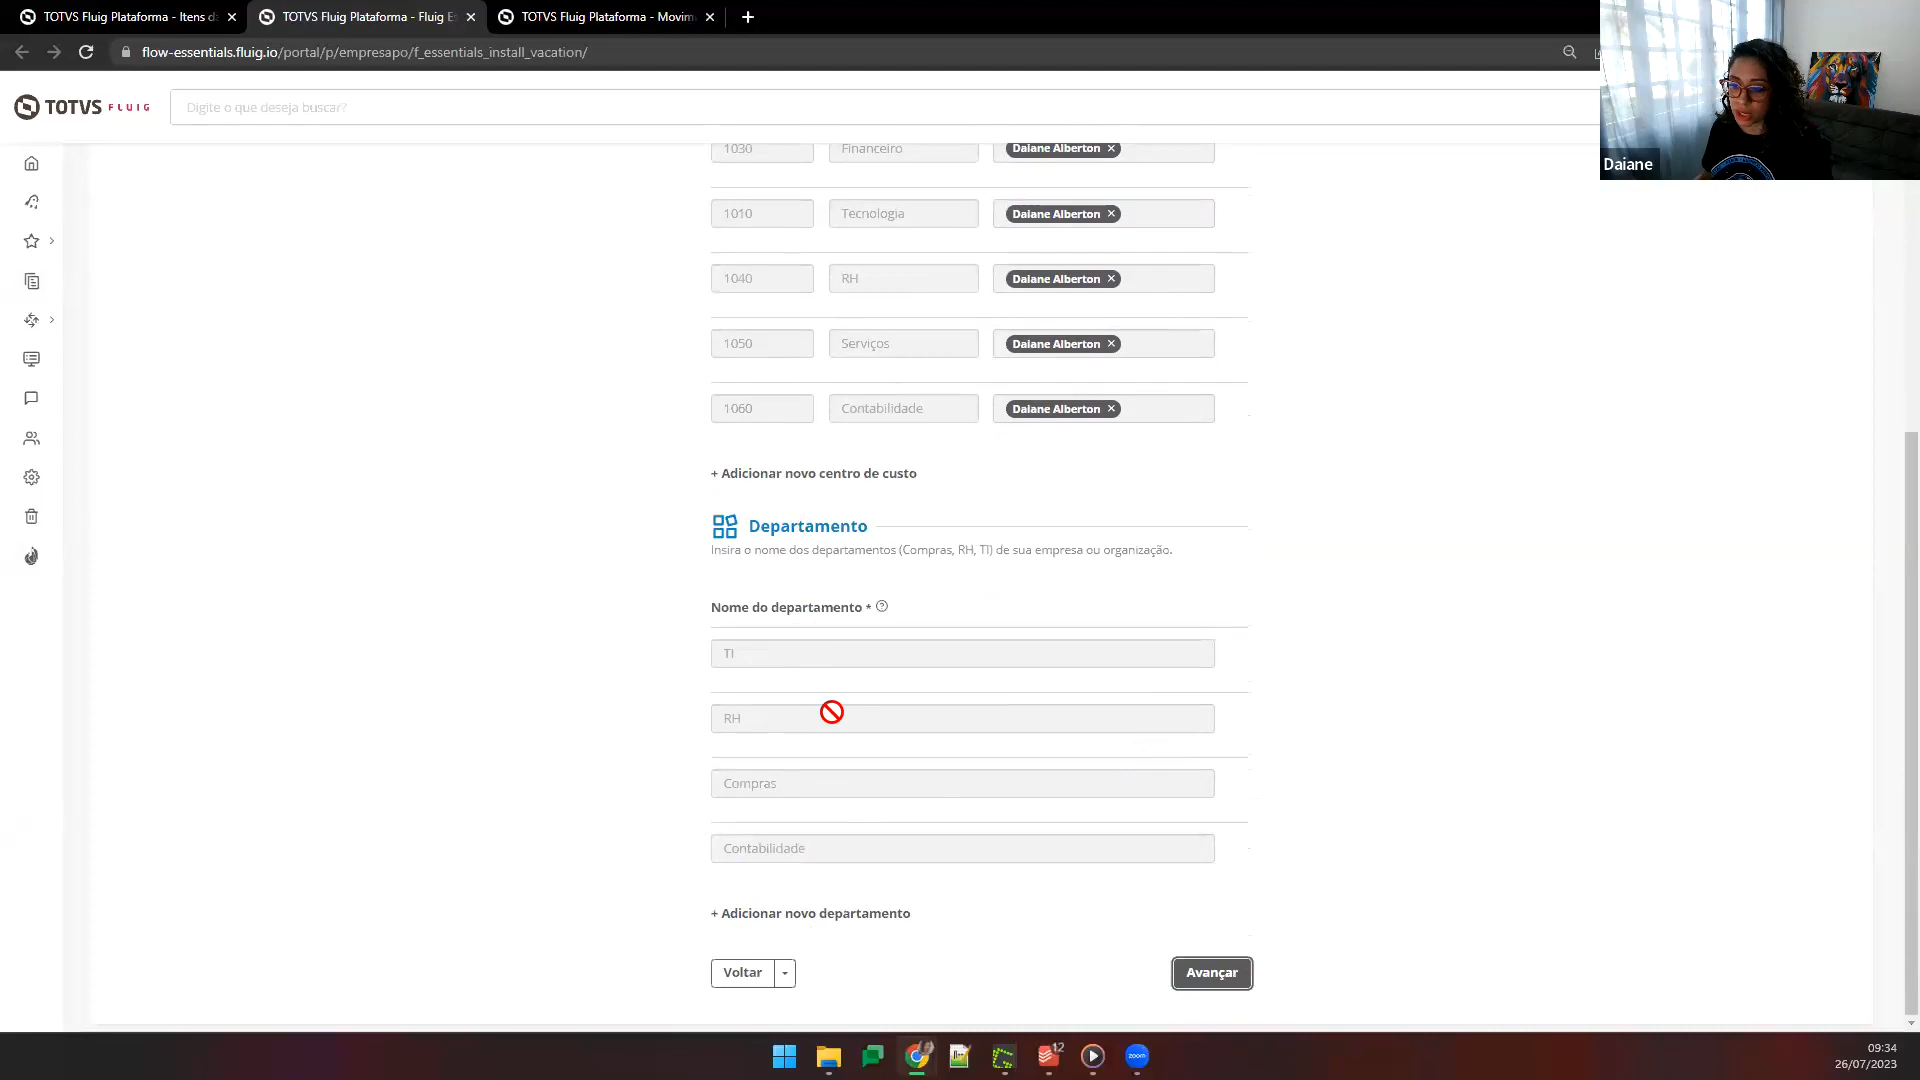 TOTVS Fluig Plataforma - Itens da
TOTVS Fluig Plataforma - Fluig Es
TOTVS Fluig Plataforma - Movim
flow-essentials.fluig.io/portal/p/empresapo/f_essentials_install_vacation/
TOTVS FLUIG
Digite o que deseja buscar?
Daiane
1030 Financeiro Daiane Alberton
1010 Tecnologia Daiane Alberton
1040 RH Daiane Alberton
1050 Serviços Daiane Alberton
1060 Contabilidade Daiane Alberton
+ Adicionar novo centro de custo
Departamento
Insira o nome dos departamentos (Compras, RH, TI) de sua empresa ou organização.
Nome do departamento *
TI
RH
Compras
Contabilidade
+ Adicionar novo departamento
Voltar
Avançar
12
zoom
09:34
26/07/2023